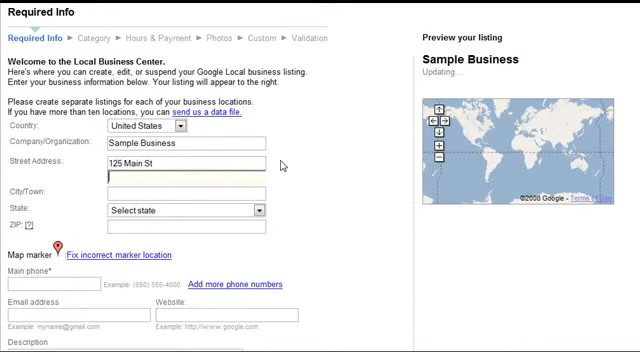 Required Info
Required Info ► Category ► Hours & Payment ► Photos ► Custom ► Validation
Welcome to the Local Business Center.
Here's where you can create, edit, or suspend your Google Local business listing.
Enter your business information below. Your listing will appear to the right.
Please create separate listings for each of your business locations.
If you have more than ten locations, you can send us a data file.
Country: United States
Company/Organization: Sample Business
Street Address: 125 Main St
City/Town:
State: Select state
ZIP: [?]
Map marker :Fix incorrect marker location
Main phone*
Example: (650) 555-4000 Add more phone numbers
Email address Website:
Example: myname@gmail.com Example: http://www.google.com
Description
Preview your listing
Sample Business
Updating...
©2008 Google - Terms of Use